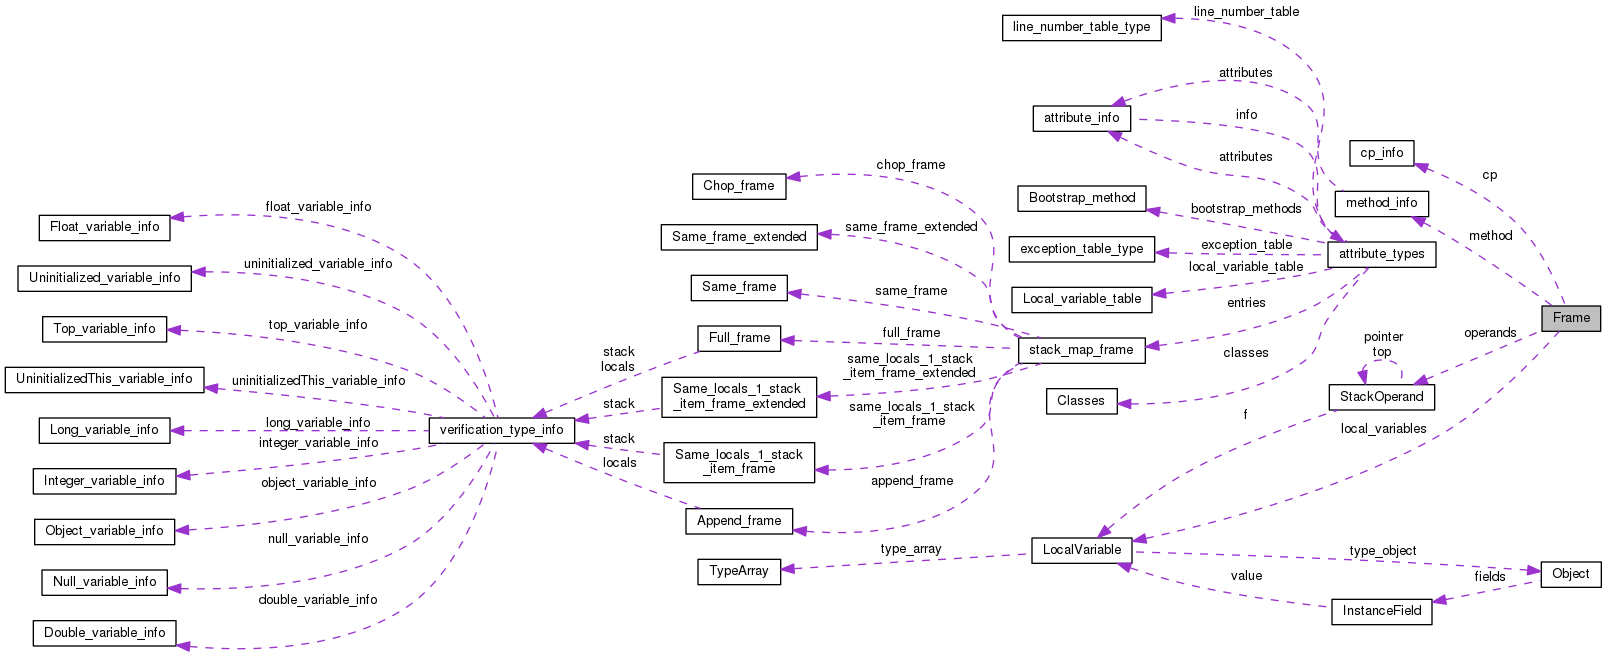 line_number_table
line_number_table_type
attributes
attribute_info
info
attributes
cp_info
cp
chop_frame
Chop_frame
Bootstrap_method
bootstrap_methods
method_info
method
float_variable_info
Float_variable_info
same_frame_extended
Same_frame_extended
exception_table_type
exception_table
attribute_types
uninitialized_variable_info
Uninitialized_variable_info
local_variable_table
Local_variable_table
same_frame
Same_frame
entries
Frame
top_variable_info
Top_variable_info
full_frame
Full_frame
stack_map_frame
operands
pointer
top
stack
locals
classes
same_locals_1_stack
_item_frame_extended
uninitializedThis_variable_info
UninitializedThis_variable_info
Same_locals_1_stack
_item_frame_extended
stack
Classes
StackOperand
same_locals_1_stack
_item_frame
f
local_variables
long_variable_info
Long_variable_info
verification_type_info
integer_variable_info
stack
Same_locals_1_stack
_item_frame
locals
Integer_variable_info
object_variable_info
append_frame
Append_frame
Object_variable_info
null_variable_info
type_array
LocalVariable
type_object
TypeArray
Object
value
fields
Null_variable_info
double_variable_info
InstanceField
Double_variable_info